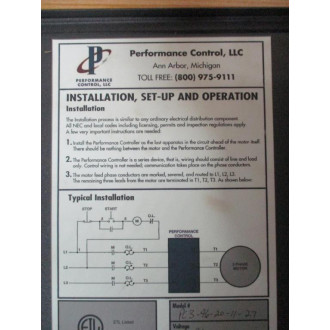 Performance Control, LLC
Ann Arbor, Michigan
TOLL FREE: (800) 975-9111
PERFORMANCE
CONTROL, LLC
INSTALLATION, SET-UP AND OPERATION
Installation
The installation process is similar to any ordinary electrical distribution component.
All NEC and local codes including licensing, permits and inspection regulations apply.
A few very important instructions are needed:
1. Install the Performance Controller so the last apparatus in the circuit ahead of the motor itself.
There should be nothing between the motor and the Performance Controller.
2. The Performance Controller is a series device, that is, wiring should consist of line and load
only. Control wiring is not needed, communication takes place on the phase conductors.
3. The motor lead phase conductors are marked, severed, and routed to L1, L2, L3.
The remaining three leads from the motor are terminated in T1, T2, T3. As shown below.
Typical Installation
STOP
START
M
O.L.
PERFORMANCE
CONTROL
L1
M
O.L.
T1
L2
M
O.L.
T2
MOTOR
L3
M
O.L.
T3
Model #
Voltage
ETL Listed